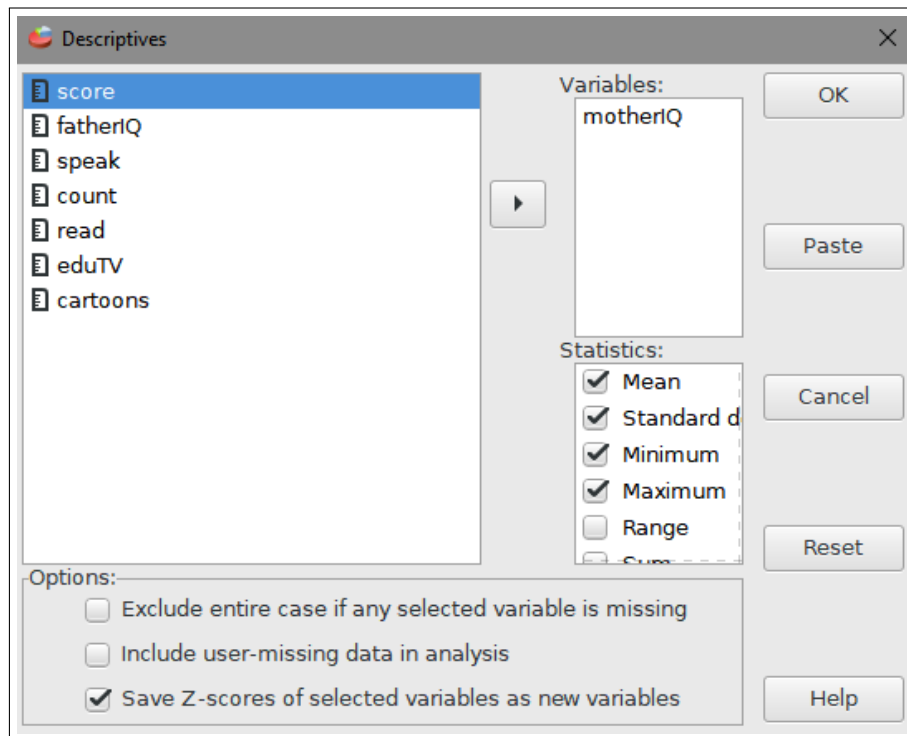 Descriptives
score
fatherIQ
speak
count
read
eduTV
cartoons
Variables:
motherIQ
Statistics:
Mean
Standard d
Minimum
Maximum
Range
Sum
Options:
Exclude entire case if any selected variable is missing
Include user-missing data in analysis
Save Z-scores of selected variables as new variables
OK
Paste
Cancel
Reset
Help